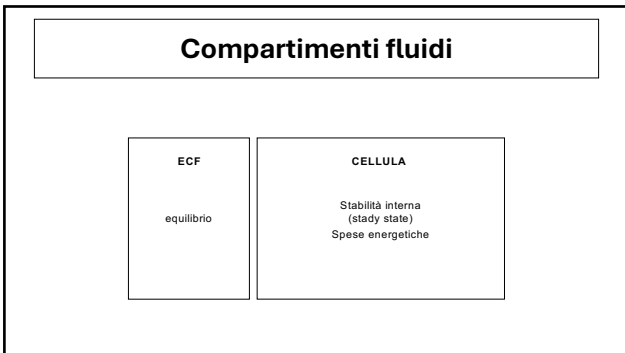 Compartimenti fluidi
ECF
equilibrio
CELLULA
Stabilità interna
(stady state)
Spese energetiche